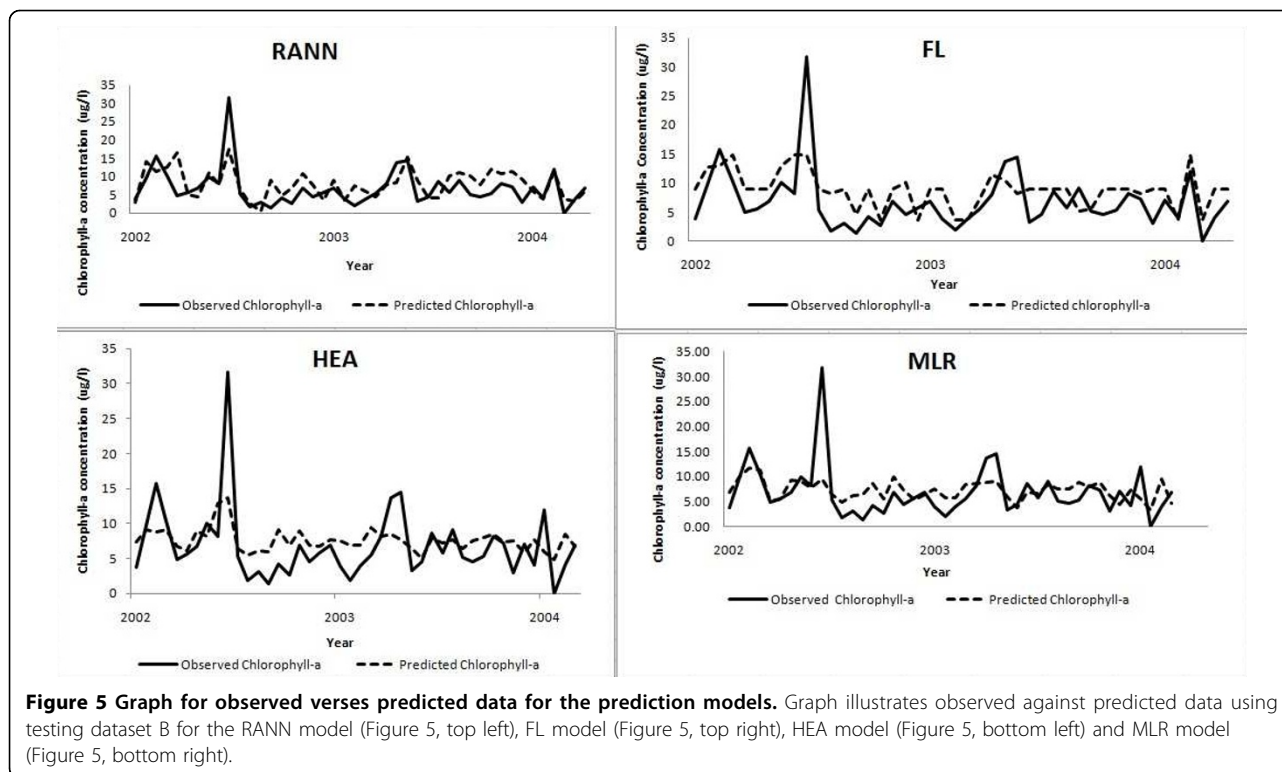 RANN
Chlorophyll-a concentration (ug/l)
35
30
25
20
15
10
5
0
2002 2003 2004
Year
Observed Chlorophyll-a Predicted Chlorophyll-a
FL
Chlorophyll-a Concentration (ug/l)
35
30
25
20
15
10
5
0
2002 2003 2004
Year
Observed Chlorophyll-a Predicted chlorophyll-a
HEA
Chlorophyll-a concentration (ug/l)
35
30
25
20
15
10
5
0
2002 2003 2004
Year
Observed Chlorophyll-a Predicted Chlorophyll-a
MLR
Chlorophyll-a concentration (ug/l)
35.00
30.00
25.00
20.00
15.00
10.00
5.00
0.00
2002 2003 2004
Year
Observed Chlorophyll-a Predicted Chlorophyll-a
Figure 5 Graph for observed verses predicted data for the prediction models. Graph illustrates observed against predicted data using
testing dataset B for the RANN model (Figure 5, top left), FL model (Figure 5, top right), HEA model (Figure 5, bottom left) and MLR model
(Figure 5, bottom right).